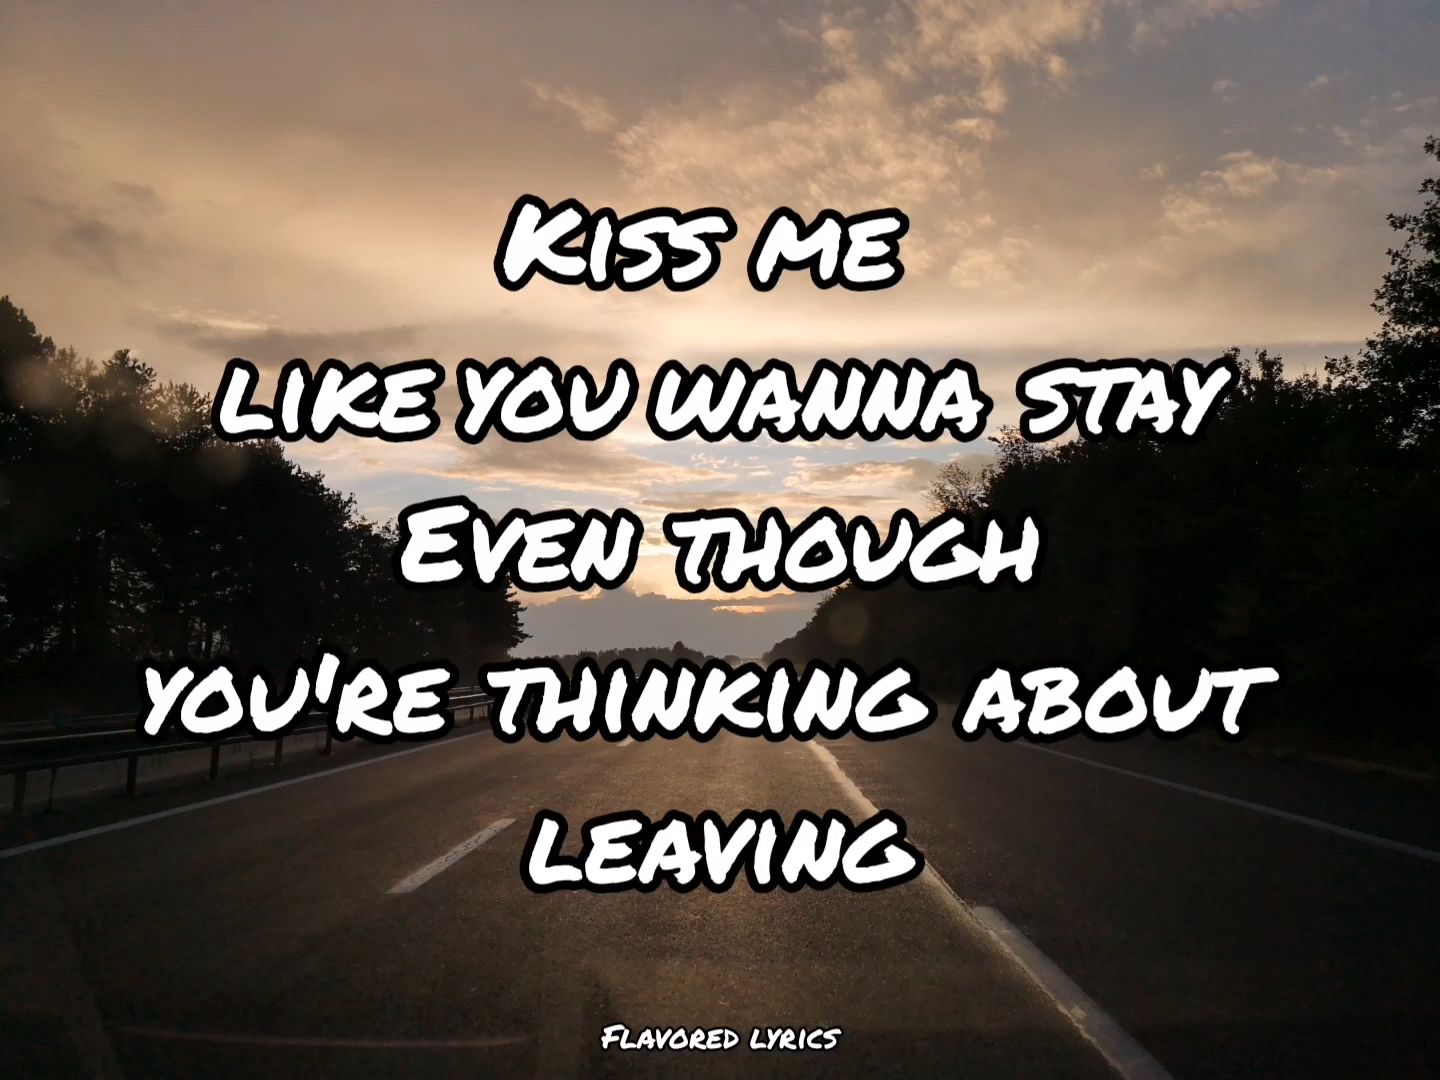 Kiss me
like you wanna stay
Even though
you're thinking about
leaving
Flavored lyrics